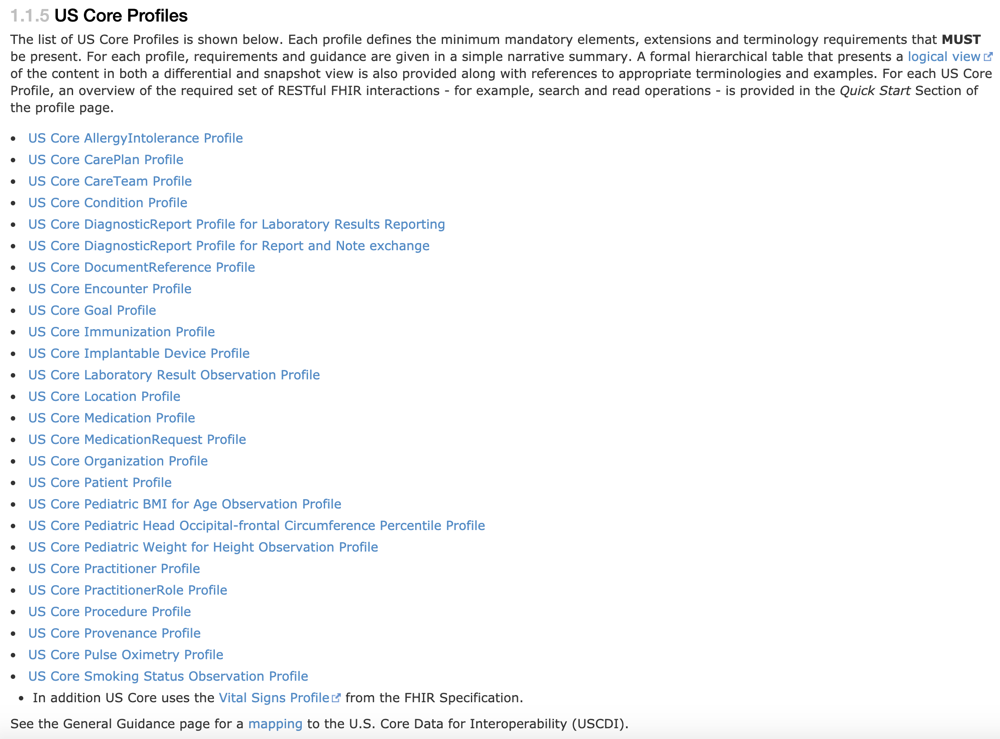 1.1.5 US Core Profiles
The list of US Core Profiles is shown below. Each profile defines the minimum mandatory elements, extensions and terminology requirements that MUST
be present. For each profile, requirements and guidance are given in a simple narrative summary. A formal hierarchical table that presents a logical view
of the content in both a differential and snapshot view is also provided along with references to appropriate terminologies and examples. For each US Core
Profile, an overview of the required set of RESTful FHIR interactions - for example, search and read operations - is provided in the Quick Start Section of
the profile page.
• US Core AllergyIntolerance Profile
• US Core CarePlan Profile
• US Core CareTeam Profile
• US Core Condition Profile
• US Core DiagnosticReport Profile for Laboratory Results Reporting
• US Core DiagnosticReport Profile for Report and Note exchange
• US Core DocumentReference Profile
• US Core Encounter Profile
• US Core Goal Profile
• US Core Immunization Profile
• US Core Implantable Device Profile
• US Core Laboratory Result Observation Profile
• US Core Location Profile
• US Core Medication Profile
• US Core MedicationRequest Profile
• US Core Organization Profile
• US Core Patient Profile
• US Core Pediatric BMI for Age Observation Profile
• US Core Pediatric Head Occipital-frontal Circumference Percentile Profile
• US Core Pediatric Weight for Height Observation Profile
• US Core Practitioner Profile
• US Core PractitionerRole Profile
• US Core Procedure Profile
• US Core Provenance Profile
• US Core Pulse Oximetry Profile
• US Core Smoking Status Observation Profile
• In addition US Core uses the Vital Signs Profile from the FHIR Specification.
See the General Guidance page for a mapping to the U.S. Core Data for Interoperability (USCDI).